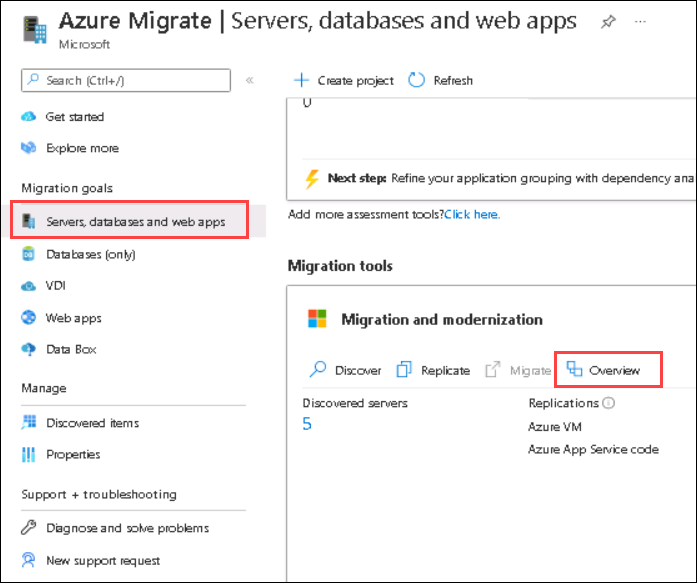 Azure Migrate | Servers, databases and web apps
Microsoft
Search (Ctrl+/)
«
Create project
Refresh
Get started
Explore more
Migration goals
Servers, databases and web apps
Databases (only)
VDI
Web apps
Data Box
Manage
Discovered items
Properties
Support + troubleshooting
Diagnose and solve problems
New support request
0
Next step: Refine your application grouping with dependency ana
Add more assessment tools?Click here.
Migration tools
Migration and modernization
Discover
Replicate
Migrate
Overview
Discovered servers
5
Replications
Azure VM
Azure App Service code